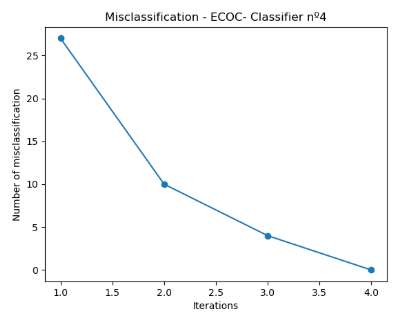 Misclassification - ECOC- Classifier nº4
Number of misclassification
25
20
15
10
5
0
1.0 1.5 2.0 2.5 3.0 3.5 4.0
Iterations